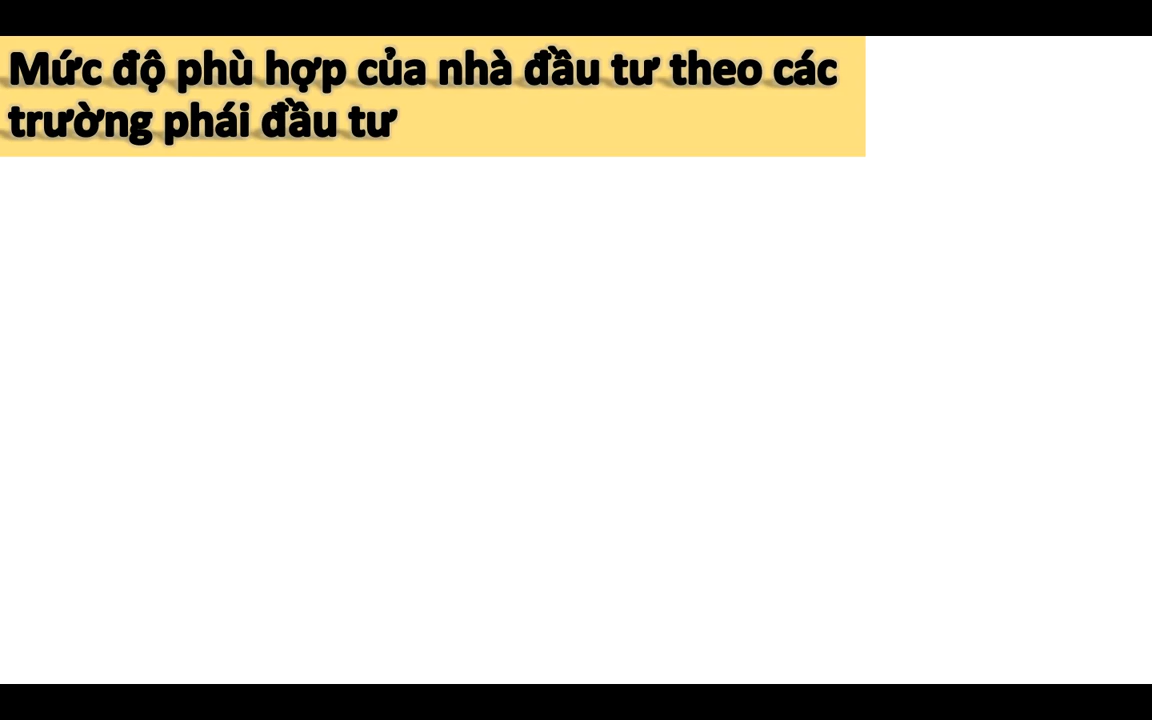 Mức độ phù hợp của nhà đầu tư theo các
trường phái đầu tư